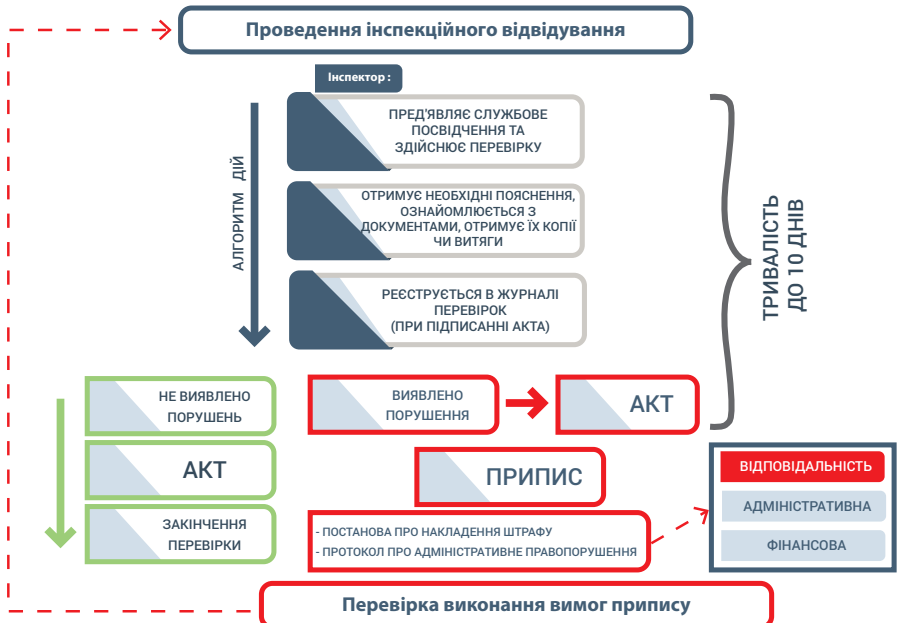 Проведення інспекційного відвідування
Інспектор :
АЛГОРИТМ ДІЙ
ПРЕД'ЯВЛЯЄ СЛУЖБОВЕ
ПОСВІДЧЕННЯ ТА
ЗДІЙСНЮЄ ПЕРЕВІРКУ
ОТРИМУЄ НЕОБХІДНІ ПОЯСНЕННЯ,
ОЗНАЙОМЛЮЄТЬСЯ З
ДОКУМЕНТАМИ, ОТРИМУЄ ЇХ КОПІЇ
ЧИ ВИТЯГИ
РЕЄСТРУЄТЬСЯ В ЖУРНАЛІ
ПЕРЕВІРОК
(ПРИ ПІДПИСАННІ АКТА)
ТРИВАЛІСТЬ
ДО 10 ДНІВ
НЕ ВИЯВЛЕНО
ПОРУШЕНЬ
АКТ
ЗАКІНЧЕННЯ
ПЕРЕВІРКИ
ВИЯВЛЕНО
ПОРУШЕННЯ
АКТ
ПРИПИС
- ПОСТАНОВА ПРО НАКЛАДЕННЯ ШТРАФУ
- ПРОТОКОЛ ПРО АДМІНІСТРАТИВНЕ ПРАВОПОРУШЕННЯ
ВІДПОВІДАЛЬНІСТЬ
АДМІНІСТРАТИВНА
ФІНАНСОВА
Перевірка виконання вимог припису